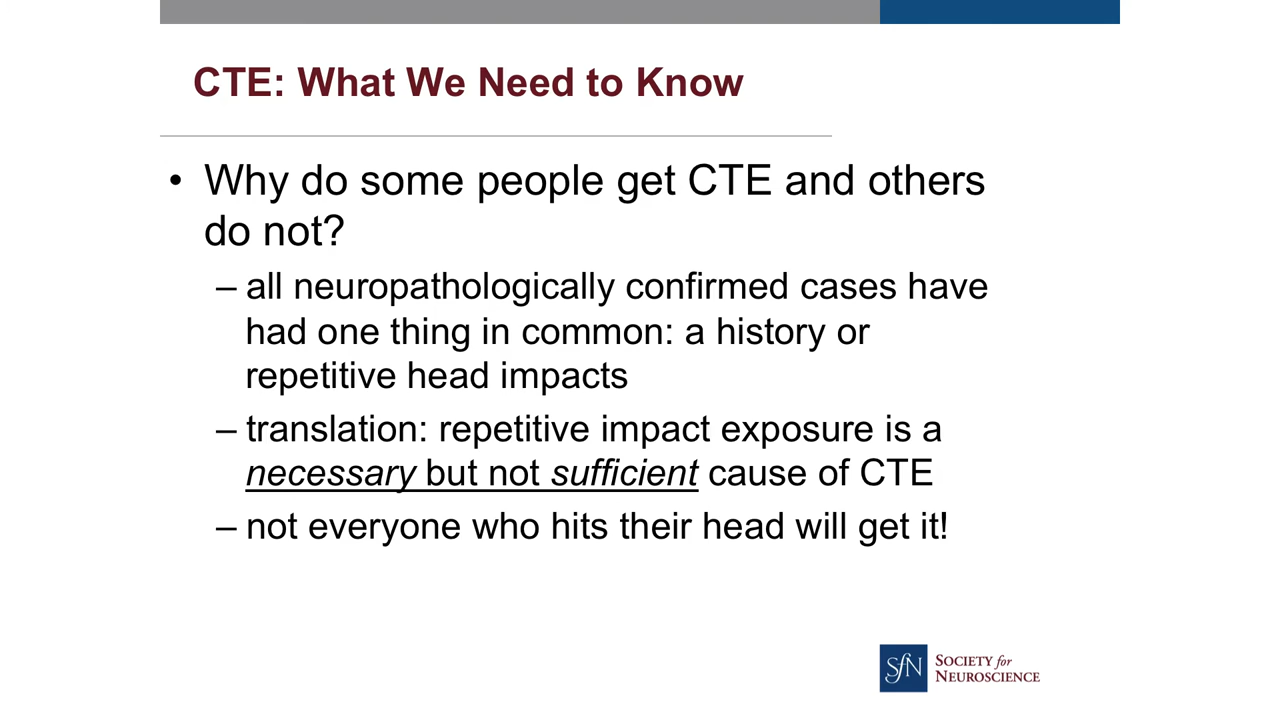 CTE: What We Need to Know
• Why do some people get CTE and others
do not?
– all neuropathologically confirmed cases have
had one thing in common: a history or
repetitive head impacts
– translation: repetitive impact exposure is a
necessary but not sufficient cause of CTE
– not everyone who hits their head will get it!
SfN
SOCIETY for
NEUROSCIENCE